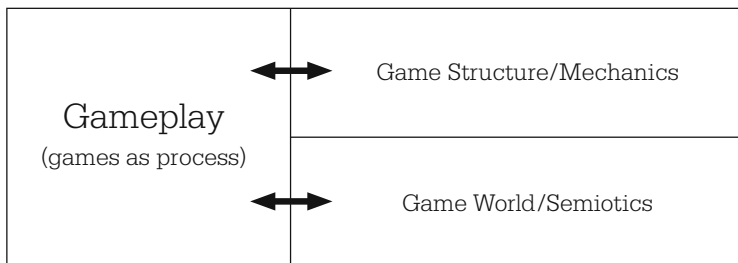 Gameplay
(games as process)
Game Structure/Mechanics
Game World/Semiotics